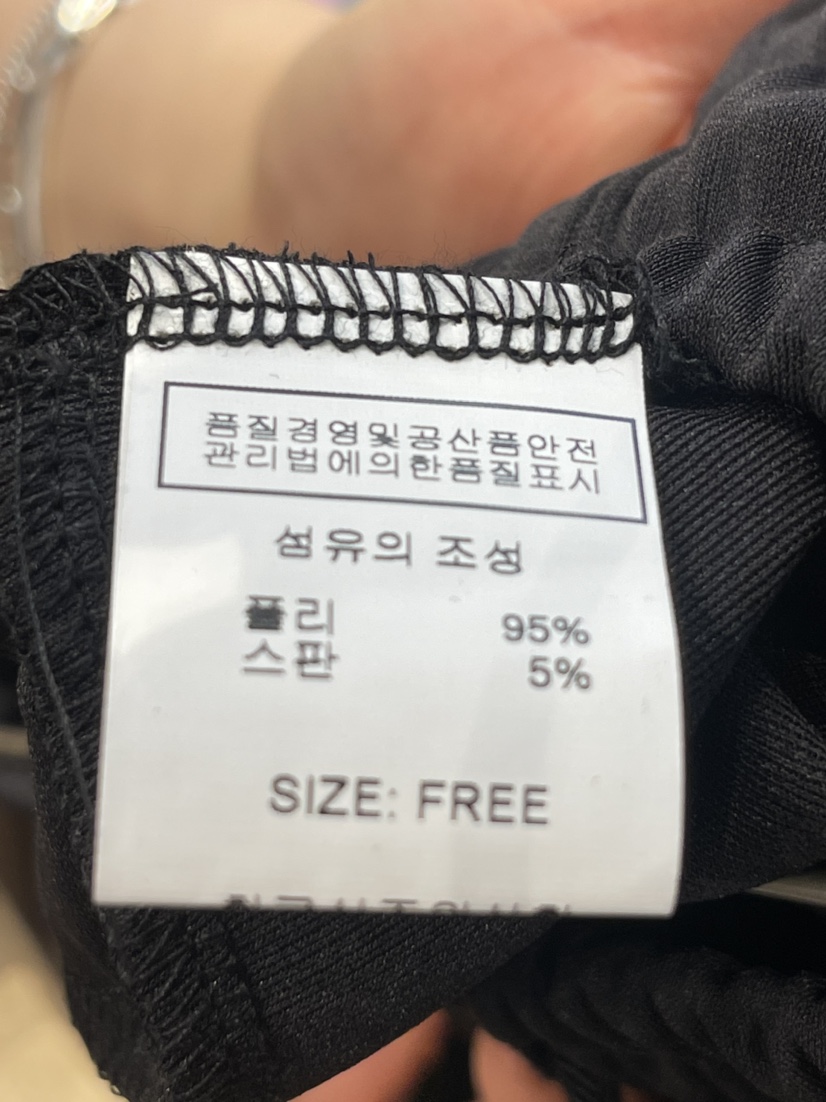 품질경영및공산품안전
관리법에의한품질표시
섬유의 조성
폴리 95%
스판 5%
SIZE: FREE